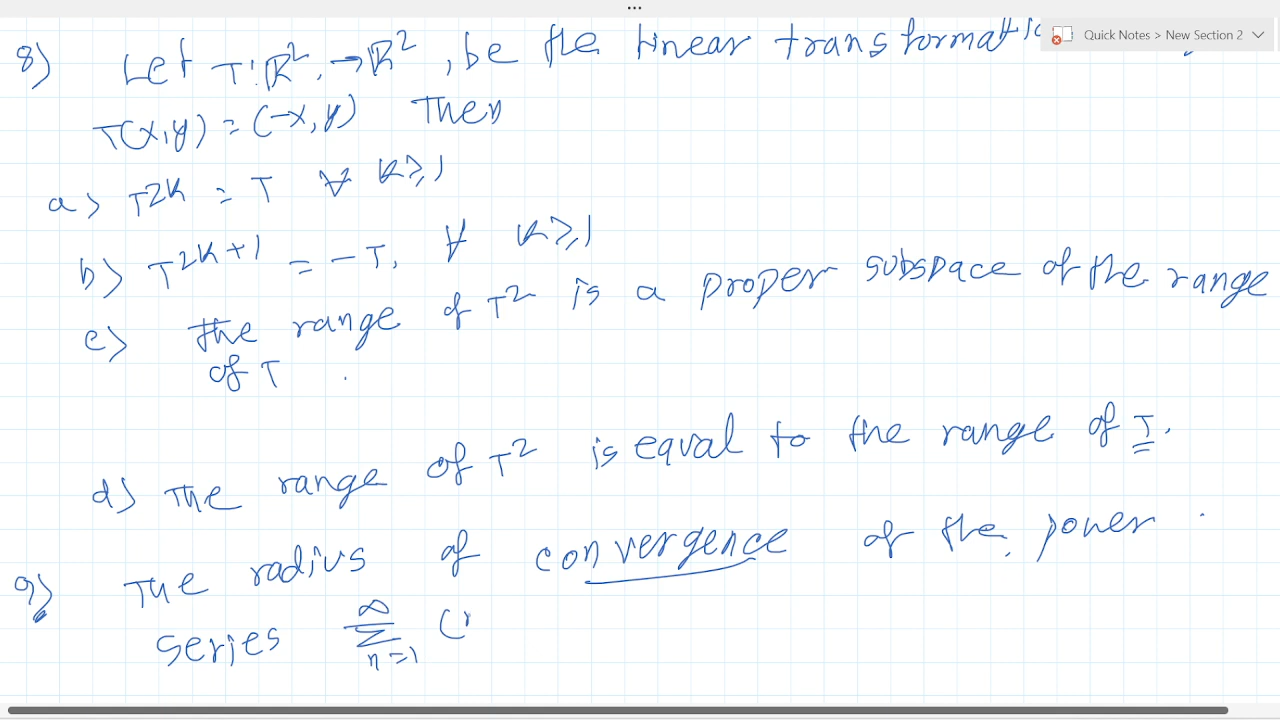 ...
Quick Notes > New Section 2
8) Let T: ℝ² → ℝ², be the linear
T(x,y) = (-x, y) Then
a) T^2K = T ∀ K≥1
b) T^2K+1 = -T, ∀ K≥1
c) the range of T² is a proper subspace of the range
of T.
d) The range of T² is equal to the range of T.
9) The radius of convergence of the power
series ∞∑n=1 (